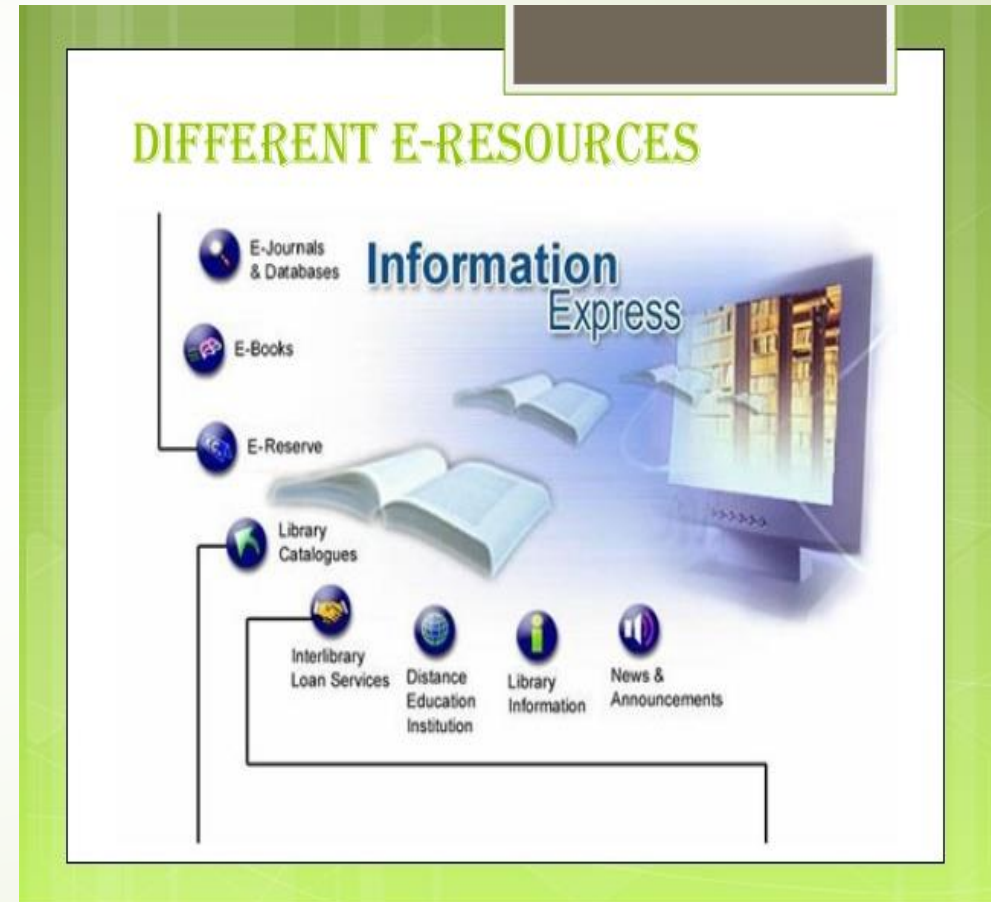 DIFFERENT E-RESOURCES
Information
Express
E-Journals
& Databases
E-Books
E-Reserve
Library
Catalogues
Interlibrary
Loan Services
Distance
Education
Institution
Library
Information
News &
Announcements
>>>>>>